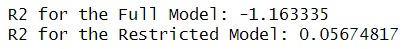 R2 for the Full Model: -1.163335
R2 for the Restricted Model: 0.05674817